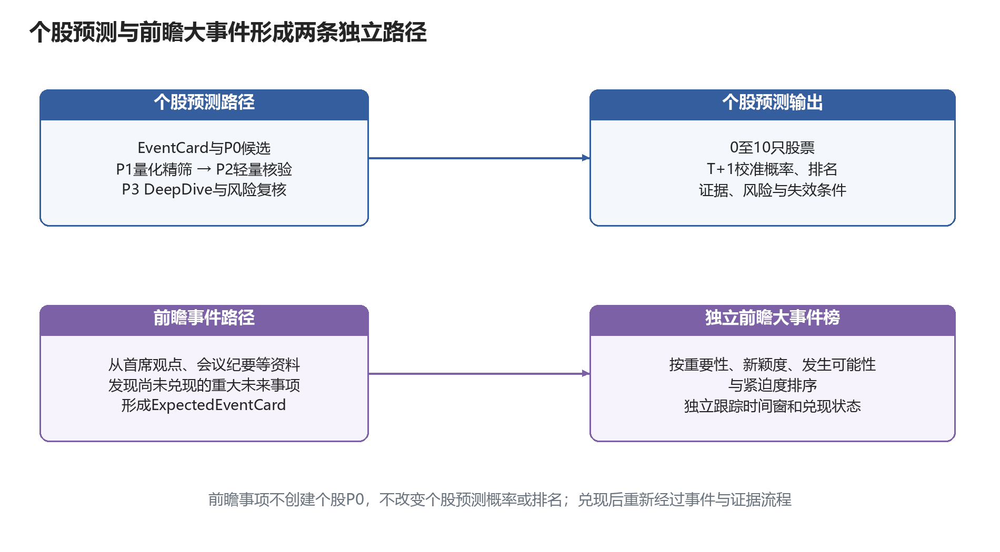 个股预测与前瞻大事件形成两条独立路径
个股预测路径
EventCard与P0候选
P1量化精筛 → P2轻量核验
P3 DeepDive与风险复核
个股预测输出
0至10只股票
T+1校准概率、排名
证据、风险与失效条件
前瞻事件路径
从首席观点、会议纪要等资料
发现尚未兑现的重大未来事项
形成ExpectedEventCard
独立前瞻大事件榜
按重要性、新颖度、发生可能性
与紧迫度排序
独立跟踪时间窗和兑现状态
前瞻事项不创建个股P0，不改变个股预测概率或排名；兑现后重新经过事件与证据流程